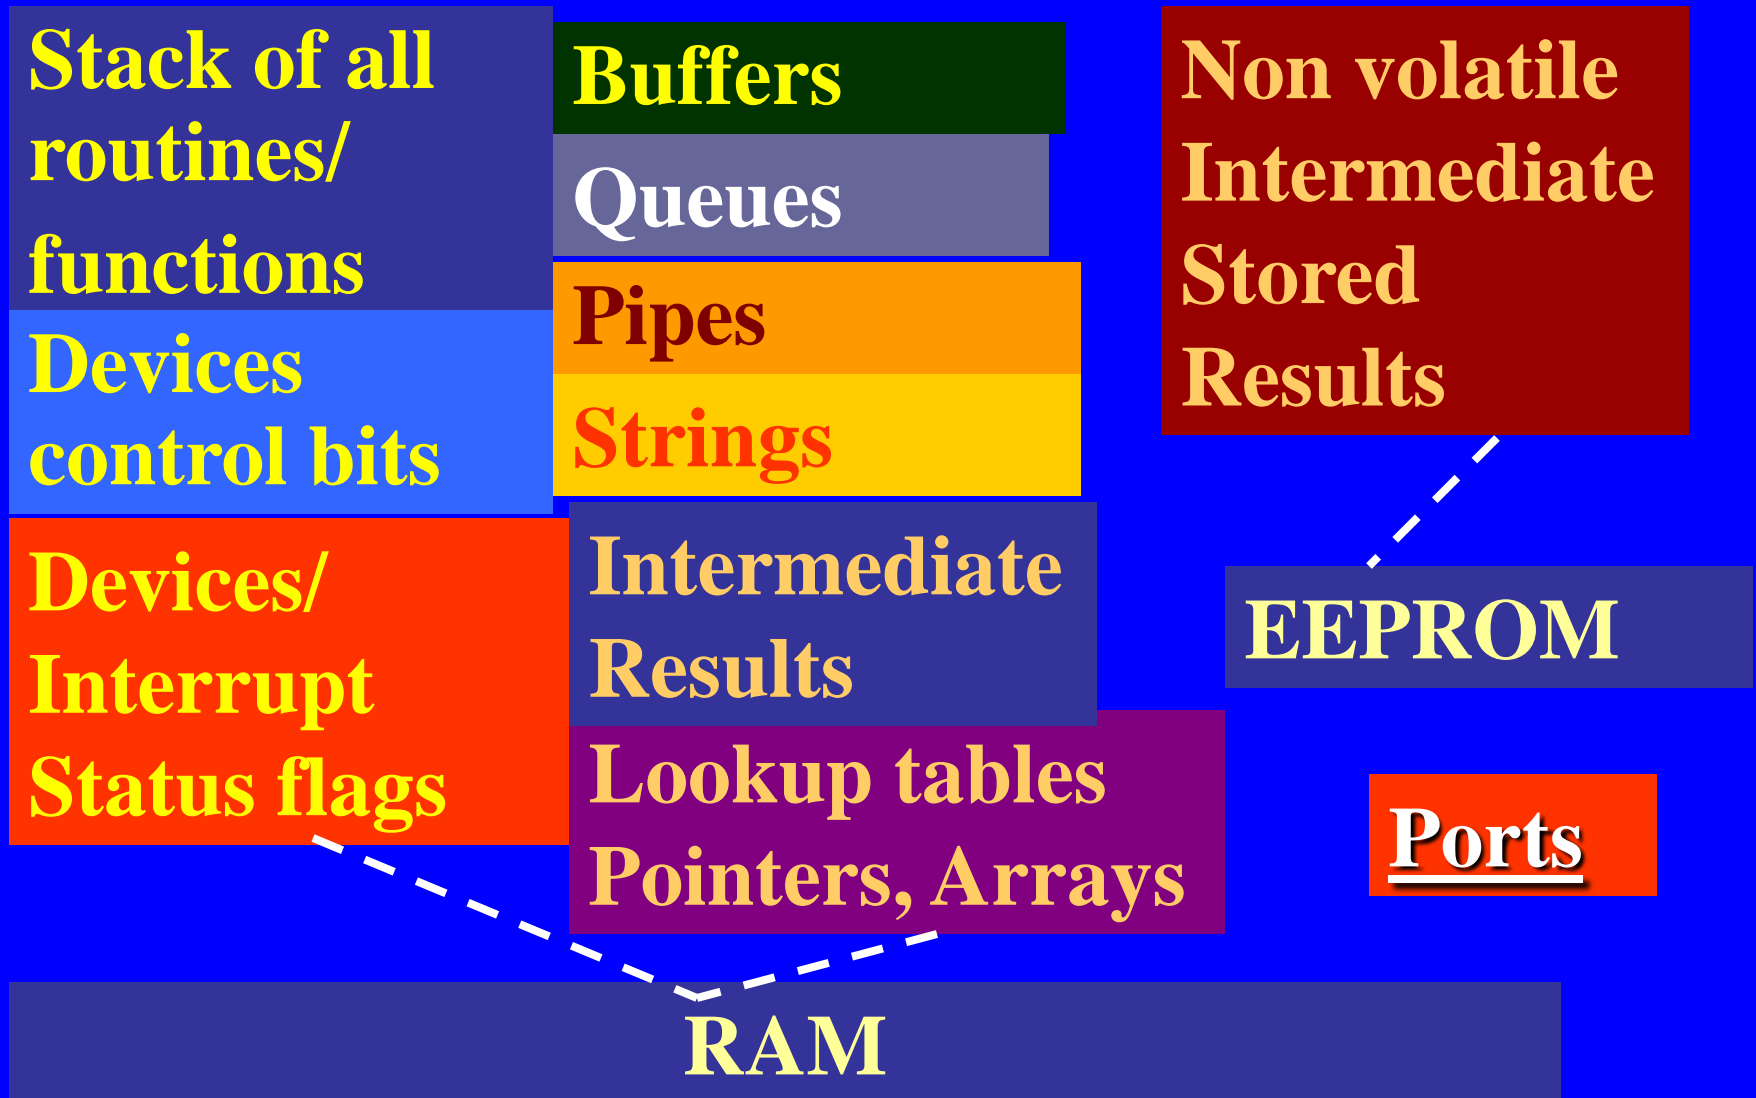 Stack of all
routines/
functions
Devices
control bits
Devices/
Interrupt
Status flags
Buffers
Queues
Pipes
Strings
Intermediate
Results
Lookup tables
Pointers, Arrays
Non volatile
Intermediate
Stored
Results
EEPROM
Ports
RAM